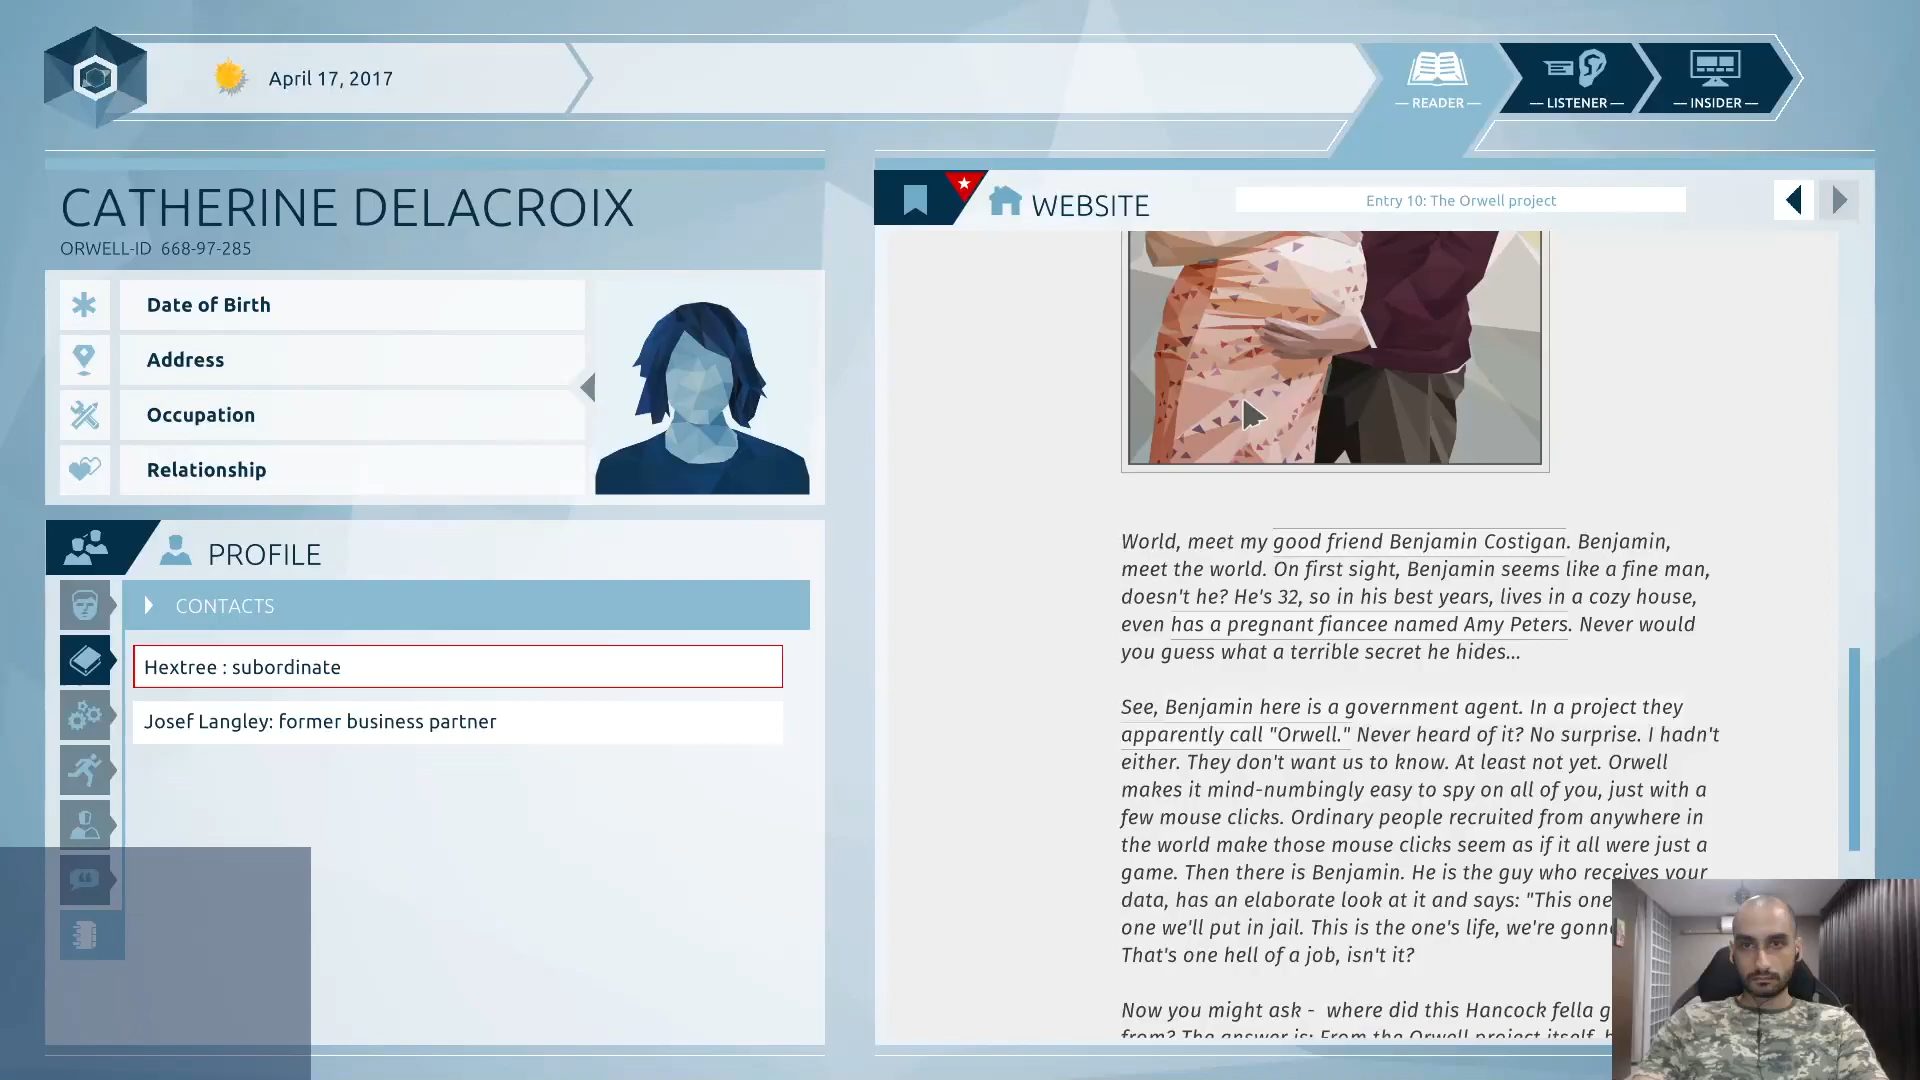 April 17, 2017
READER
LISTENER
INSIDER
CATHERINE DELACROIX
ORWELL-ID 668-97-285
Date of Birth
Address
Occupation
Relationship
PROFILE
CONTACTS
Hextree : subordinate
Josef Langley: former business partner
WEBSITE
Entry 10: The Orwell project
World, meet my good friend Benjamin Costigan. Benjamin,
meet the world. On first sight, Benjamin seems like a fine man,
doesn't he? He's 32, so in his best years, lives in a cozy house,
even has a pregnant fiancee named Amy Peters. Never would
you guess what a terrible secret he hides...
See, Benjamin here is a government agent. In a project they
apparently call "Orwell." Never heard of it? No surprise. I hadn't
either. They don't want us to know. At least not yet. Orwell
makes it mind-numbingly easy to spy on all of you, just with a
few mouse clicks. Ordinary people recruited from anywhere in
the world make those mouse clicks seem as if it all were just a
game. Then there is Benjamin. He is the guy who receives your
data, has an elaborate look at it and says: "This one
one we'll put in jail. This is the one's life, we're gonn
That's one hell of a job, isn't it?
Now you might ask - where did this Hancock fella g
from? The answer is: From the Orwell project itself,